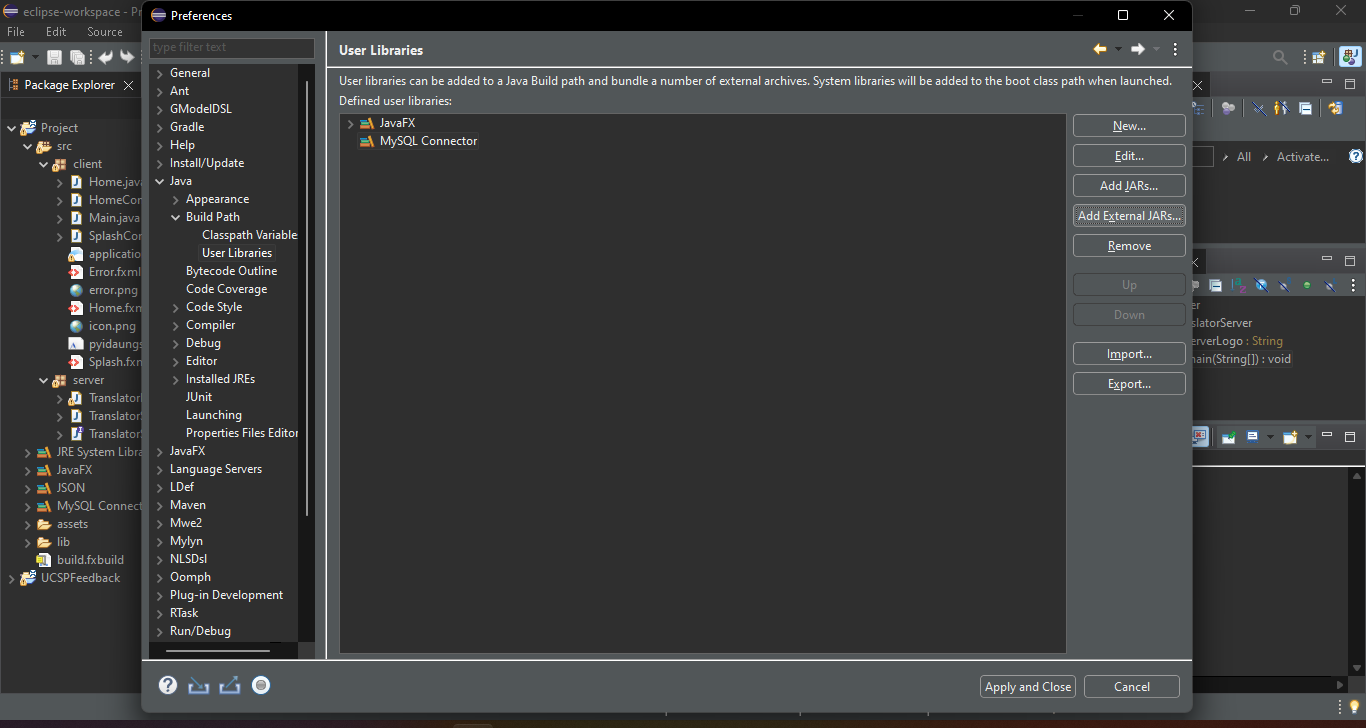 eclipse-workspace - Pr
Preferences
File Edit Source
type filter text
User Libraries
Package Explorer
User libraries can be added to a Java Build path and bundle a number of external archives. System libraries will be added to the boot class path when launched.
Defined user libraries:
JavaFX
MySQL Connector
New...
Edit...
Add JARs...
Add External JARs...
Remove
Up
Down
Import...
Export...
General
Ant
GModelDSL
Gradle
Help
Install/Update
Java
Appearance
Build Path
Classpath Variable
User Libraries
Bytecode Outline
Code Coverage
Code Style
Compiler
Debug
Editor
Installed JREs
JUnit
Launching
Properties Files Editor
JavaFX
Language Servers
LDef
Maven
Mwe2
Mylyn
NLSDsl
Oomph
Plug-in Development
RTask
Run/Debug
Project
src
client
Home.java
HomeCor
Main.java
SplashCor
applicatio
Error.fxml
error.png
Home.fxm
icon.png
pyidaungs
Splash.fxm
server
Translator
Translator
Translator
JRE System Libra
JavaFX
JSON
MySQL Connect
assets
lib
build.fxbuild
UCSPFeedback
All
Activate...
er
slatorServer
erverLogo : String
nain(String[]) : void
Apply and Close
Cancel